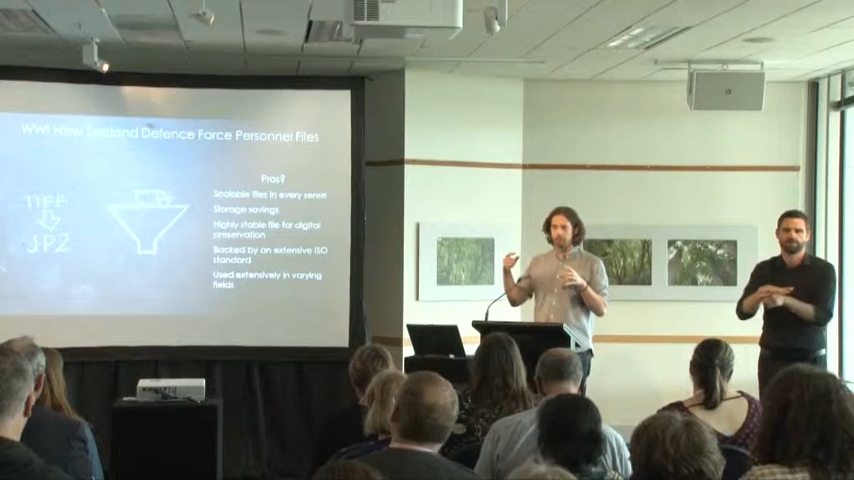 WWI New Zealand Defence Force Personnel Files
Pros?
Scalable files in every sense
Storage savings
Highly stable file for digital
preservation
Backed by an extensive ISO
standard
Used extensively in varying
fields
TIFF
JP2